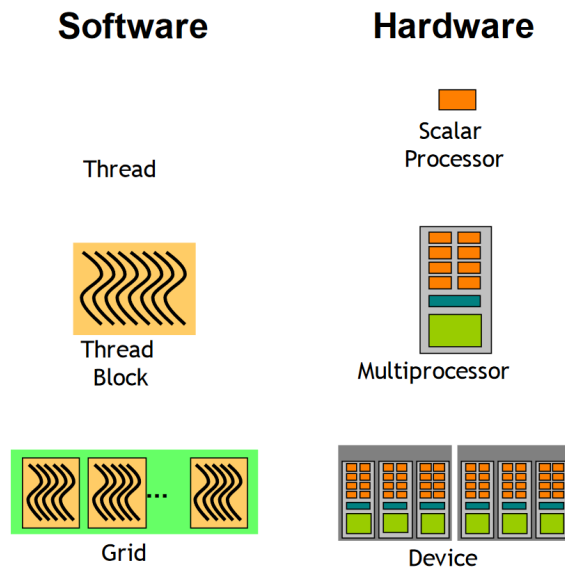 Software
Hardware
Thread
Scalar
Processor
Thread
Block
Multiprocessor
...
Grid
Device